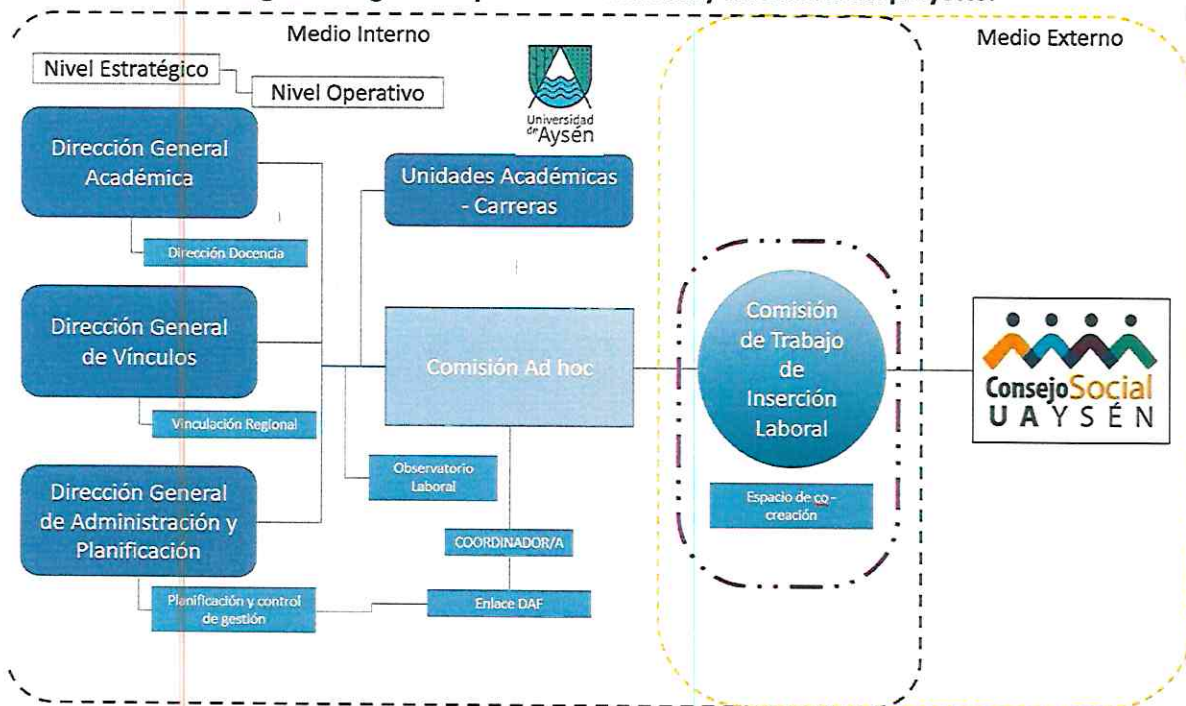 Medio Interno
Medio Externo
Nivel Estratégico
Nivel Operativo
Universidad
de Aysén
Dirección General
Académica
Unidades Académicas
- Carreras
Dirección Docencia
Dirección General
de Vínculos
Comisión Ad hoc
Comisión
de Trabajo
de
Inserción
Laboral
ConsejoSocial
UAYSÉN
Vinculación Regional
Observatorio
Laboral
Dirección General
de Administración y
Planificación
Espacio de co -
creación
COORDINADOR/A
Planificación y control
de gestión
Enlace DAF